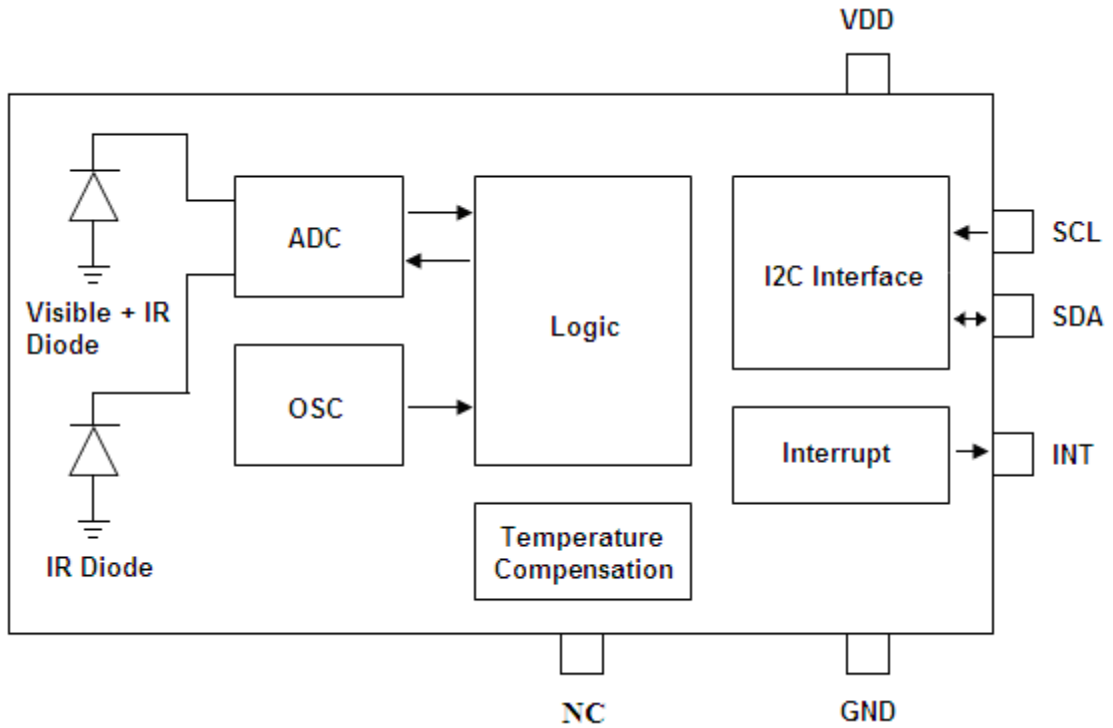 VDD
ADC
Visible + IR
Diode
OSC
IR Diode
Logic
Temperature
Compensation
I2C Interface
Interrupt
SCL
SDA
INT
NC
GND